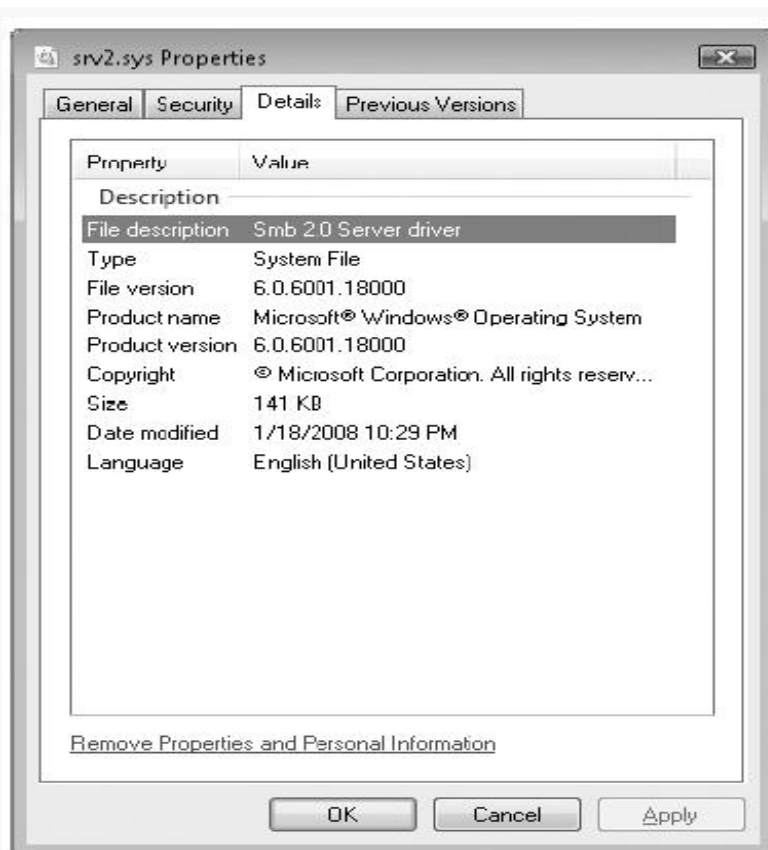 srv2.sys Properties
General Security Details Previous Versions
Property Value
Description
File description Smb 2.0 Server driver
Type System File
File version 6.0.6001.18000
Product name Microsoft® Windows® Operating System
Product version 6.0.6001.18000
Copyright © Microsoft Corporation. All rights reserv...
Size 141 KB
Date modified 1/18/2008 10:29 PM
Language English (United States)
Remove Properties and Personal Information
OK Cancel Apply